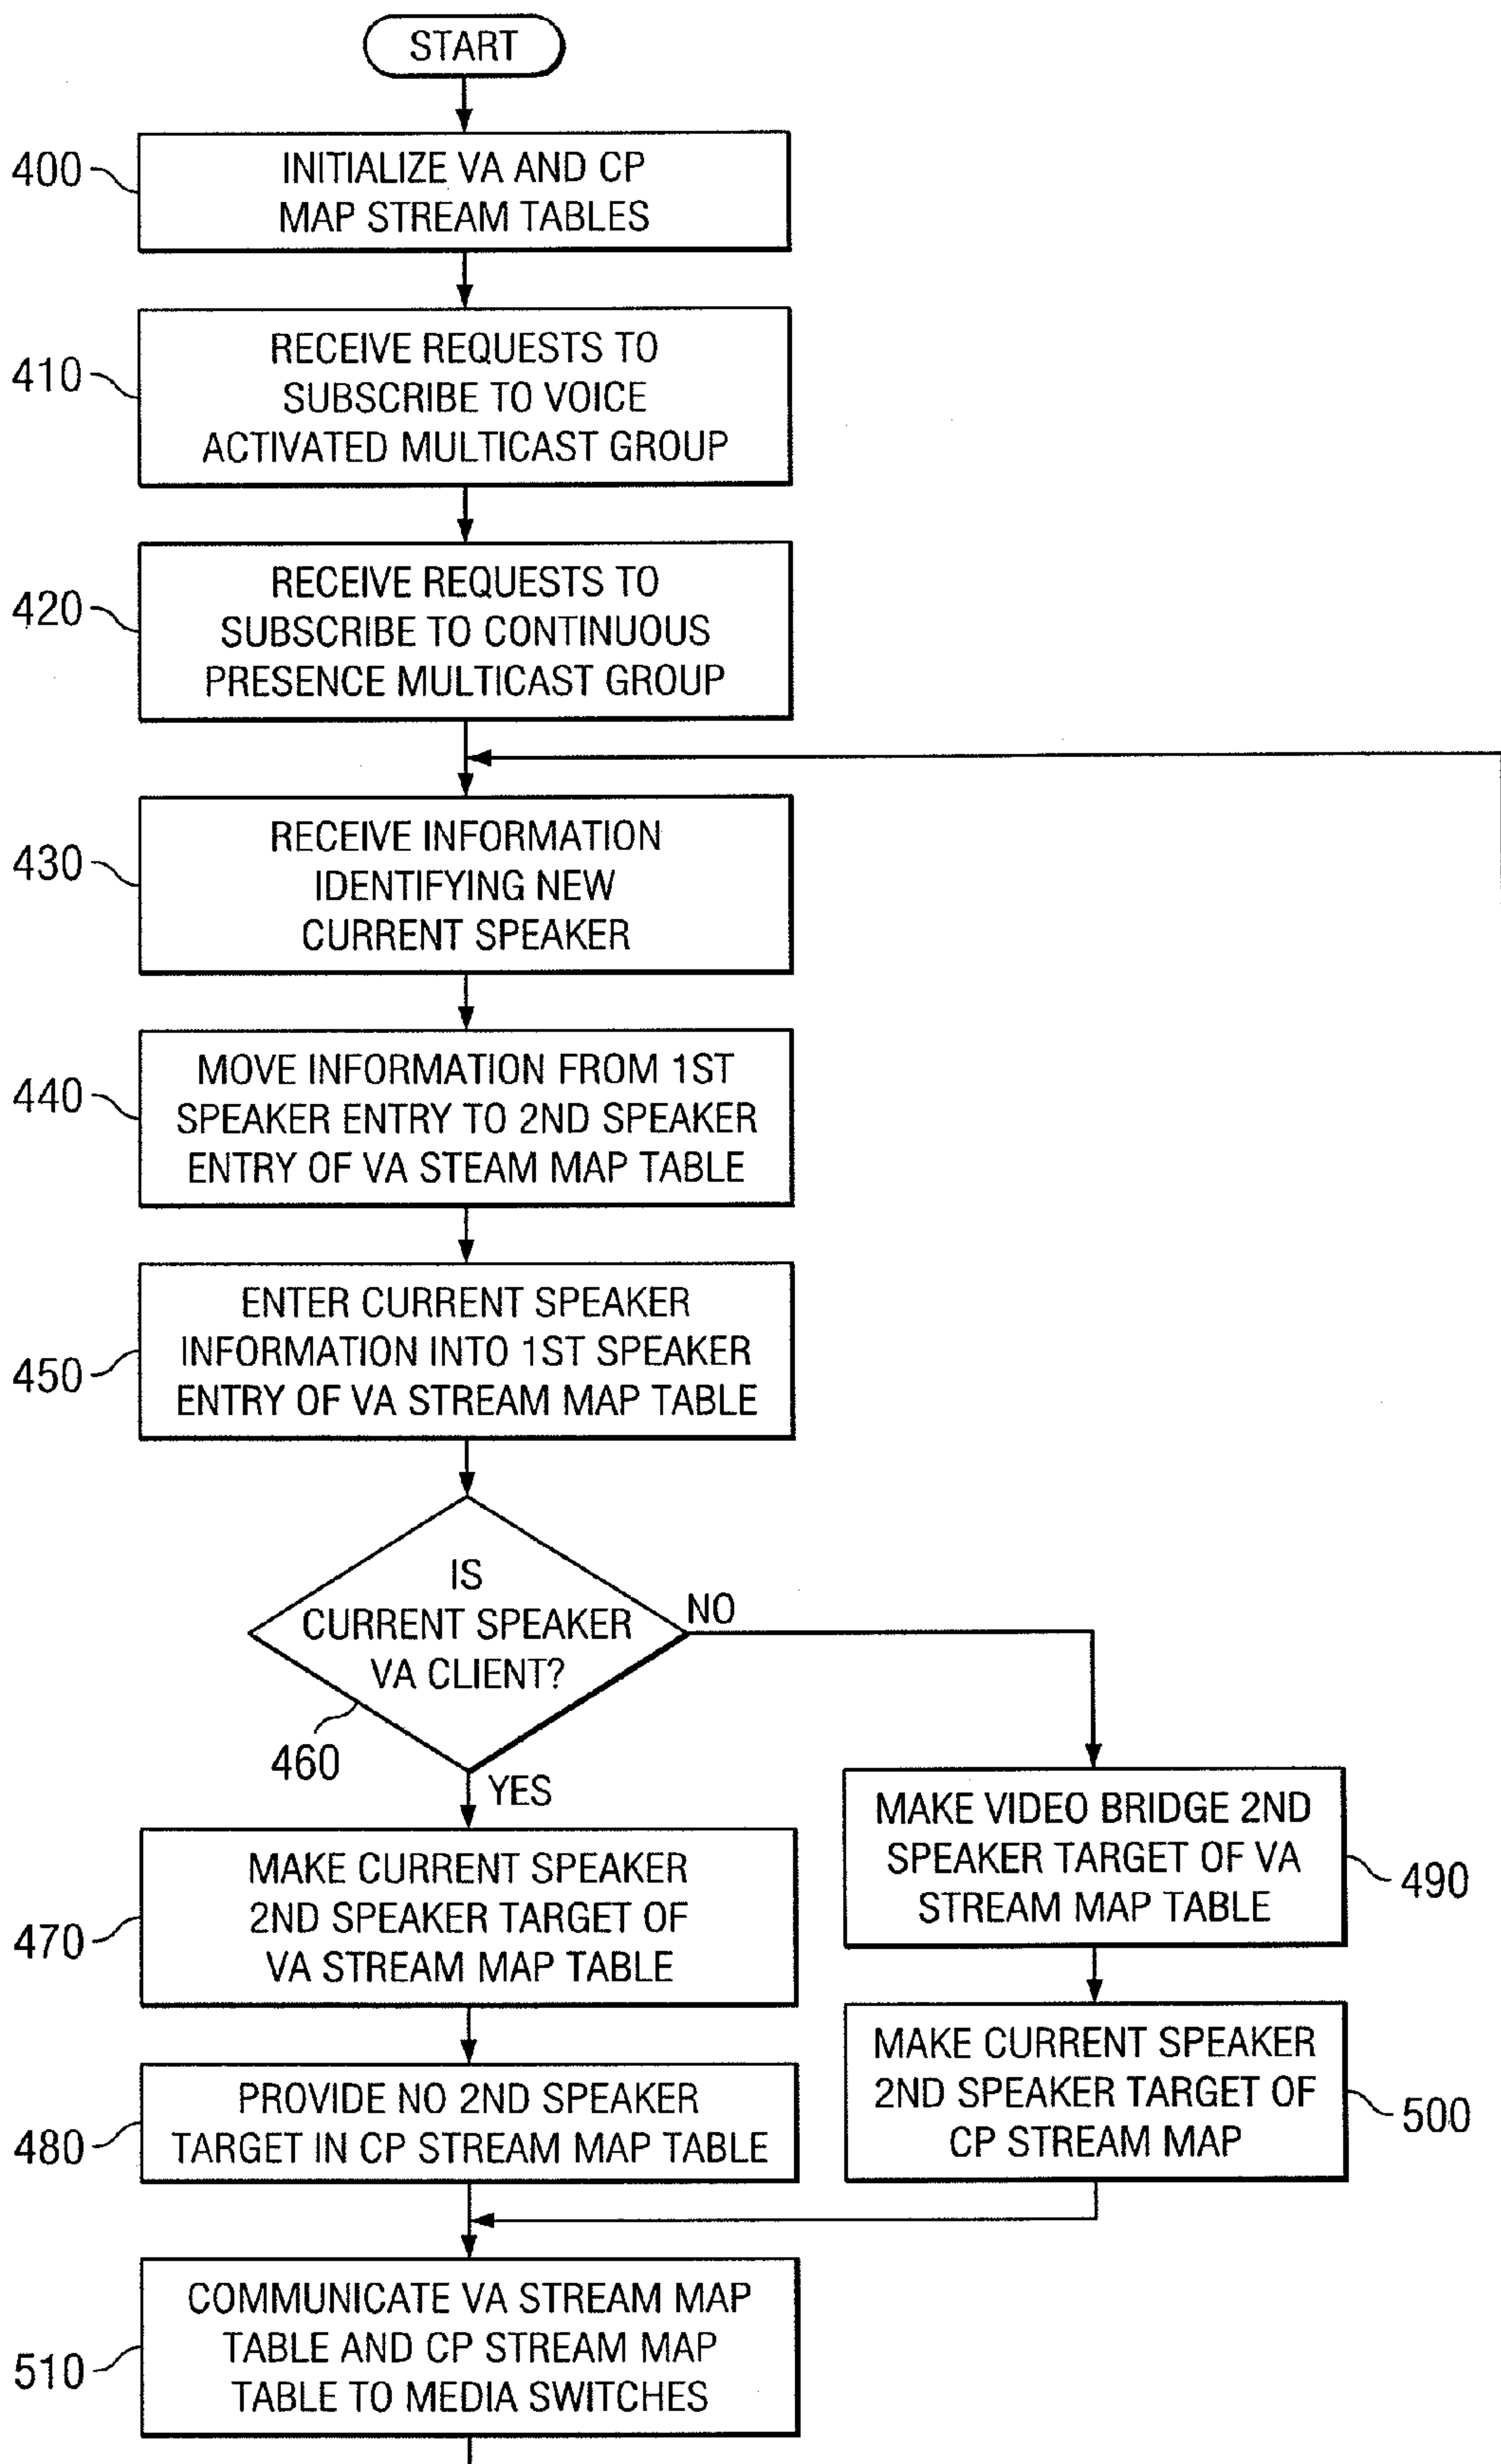 START
400
INITIALIZE VA AND CP
MAP STREAM TABLES
410
RECEIVE REQUESTS TO
SUBSCRIBE TO VOICE
ACTIVATED MULTICAST GROUP
420
RECEIVE REQUESTS TO
SUBSCRIBE TO CONTINUOUS
PRESENCE MULTICAST GROUP
430
RECEIVE INFORMATION
IDENTIFYING NEW
CURRENT SPEAKER
440
MOVE INFORMATION FROM 1ST
SPEAKER ENTRY TO 2ND SPEAKER
ENTRY OF VA STEAM MAP TABLE
450
ENTER CURRENT SPEAKER
INFORMATION INTO 1ST SPEAKER
ENTRY OF VA STREAM MAP TABLE
IS
CURRENT SPEAKER
VA CLIENT?
460
NO
YES
470
MAKE CURRENT SPEAKER
2ND SPEAKER TARGET OF
VA STREAM MAP TABLE
480
PROVIDE NO 2ND SPEAKER
TARGET IN CP STREAM MAP TABLE
MAKE VIDEO BRIDGE 2ND
SPEAKER TARGET OF VA
STREAM MAP TABLE
490
MAKE CURRENT SPEAKER
2ND SPEAKER TARGET OF
CP STREAM MAP
500
510
COMMUNICATE VA STREAM MAP
TABLE AND CP STREAM MAP
TABLE TO MEDIA SWITCHES